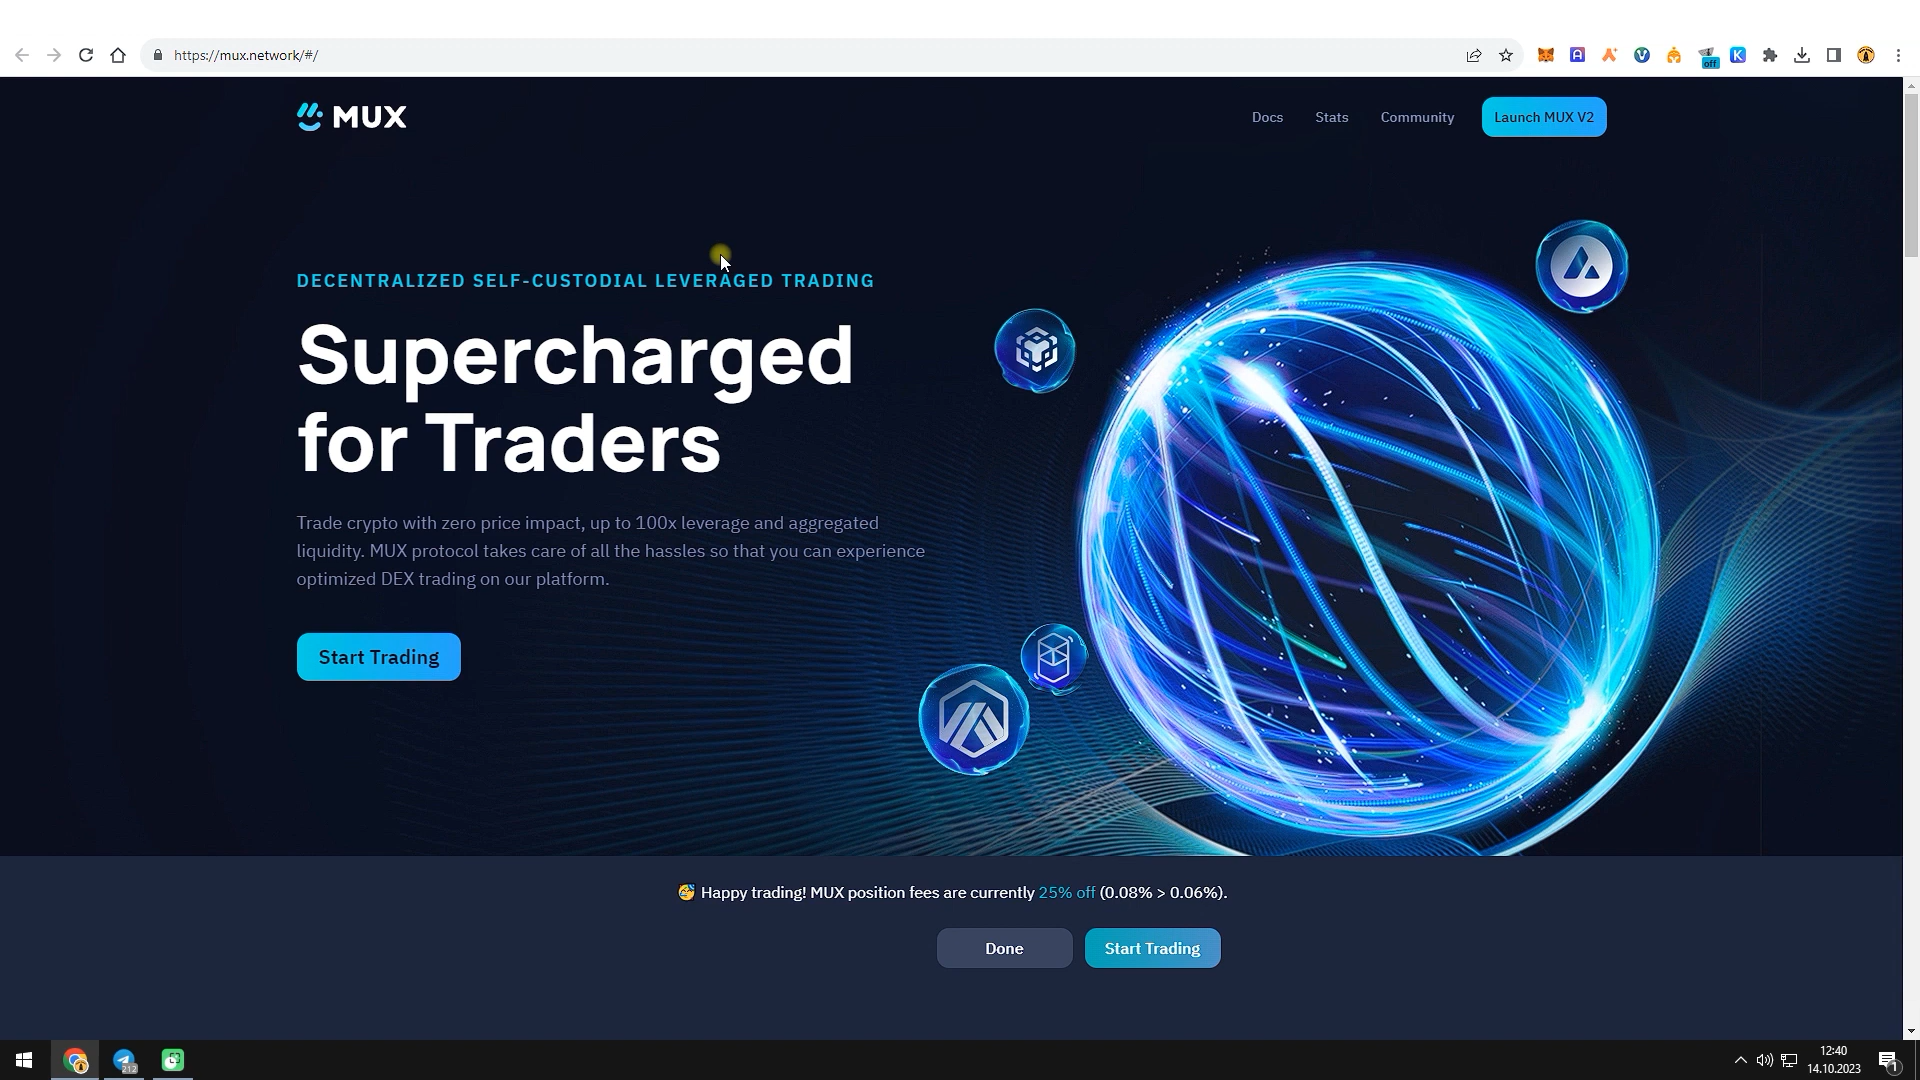 https://mux.network/#/
off
K
MUX
Docs
Stats
Community
Launch MUX V2
DECENTRALIZED SELF-CUSTODIAL LEVERAGED TRADING
Supercharged
for Traders
Trade crypto with zero price impact, up to 100x leverage and aggregated
liquidity. MUX protocol takes care of all the hassles so that you can experience
optimized DEX trading on our platform.
Start Trading
Happy trading! MUX position fees are currently 25% off (0.08% > 0.06%).
Done
Start Trading
212
12:40
14.10.2023
1